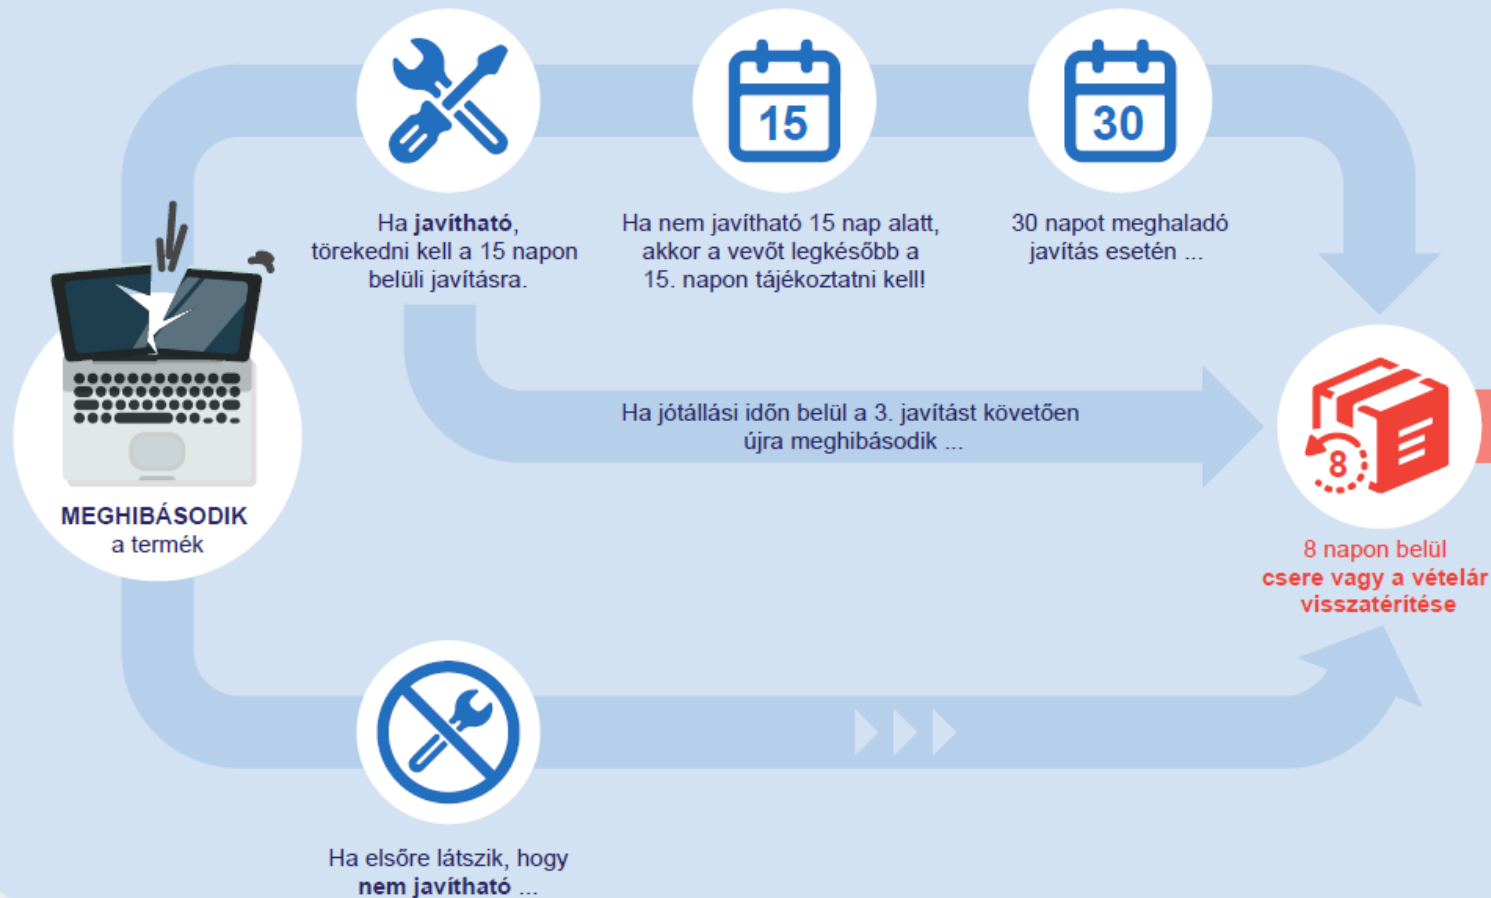 15
30
Ha javítható,
törekedni kell a 15 napon
belüli javításra.
Ha nem javítható 15 nap alatt,
akkor a vevőt legkésőbb a
15. napon tájékoztatni kell!
30 napot meghaladó
javítás esetén ...
Ha jótállási időn belül a 3. javítást követően
újra meghibásodik ...
8
MEGHIBÁSODIK
a termék
8 napon belül
csere vagy a vételár
visszatérítése
Ha elsőre látszik, hogy
nem javítható ...